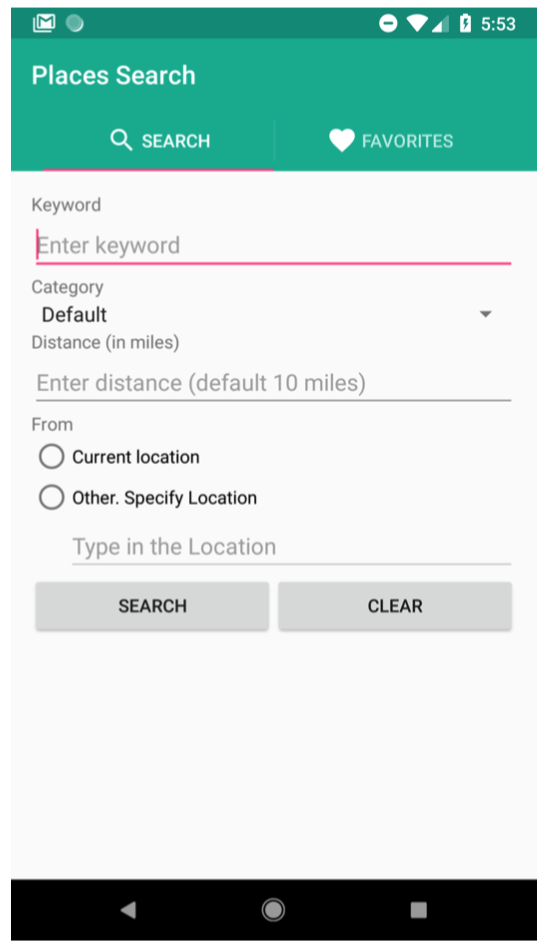 5:53
Places Search
SEARCH FAVORITES
Keyword
Enter keyword
Category
Default
Distance (in miles)
Enter distance (default 10 miles)
From
Current location
Other. Specify Location
Type in the Location
SEARCH CLEAR